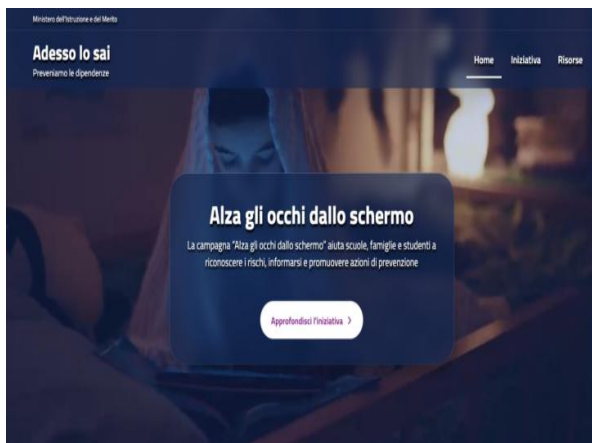 Ministero dell'Istruzione e del Merito
Adesso lo sai
Preveniamo le dipendenze
Home
Iniziativa
Risorse
Alza gli occhi dallo schermo
La campagna "Alza gli occhi dallo schermo" aiuta scuole, famiglie e studenti a
riconoscere i rischi, informarsi e promuovere azioni di prevenzione
Approfondisci l'iniziativa >